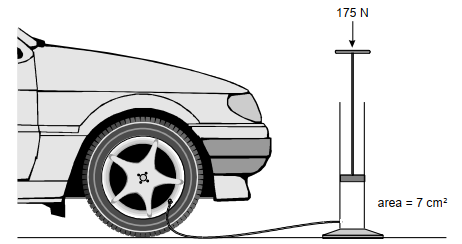 175 N
area = 7 cm²